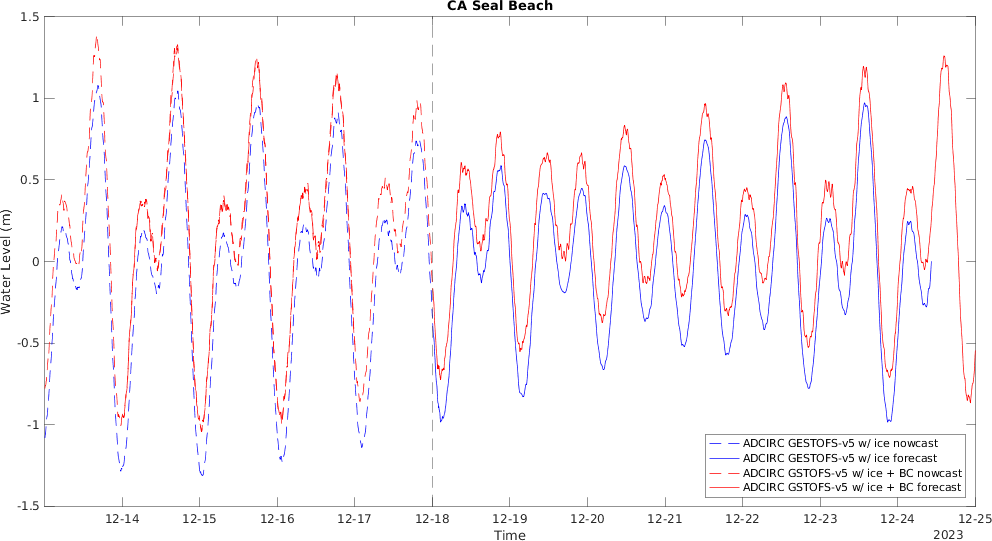 CA Seal Beach
1.5
1
0.5
0
-0.5
-1
-1.5
Water Level (m)
12-14 12-15 12-16 12-17 12-18 12-19 12-20 12-21 12-22 12-23 12-24 12-25
Time
2023
ADCIRC GESTOFS-v5 w/ ice nowcast
ADCIRC GESTOFS-v5 w/ ice forecast
ADCIRC GSTOFS-v5 w/ ice + BC nowcast
ADCIRC GSTOFS-v5 w/ ice + BC forecast